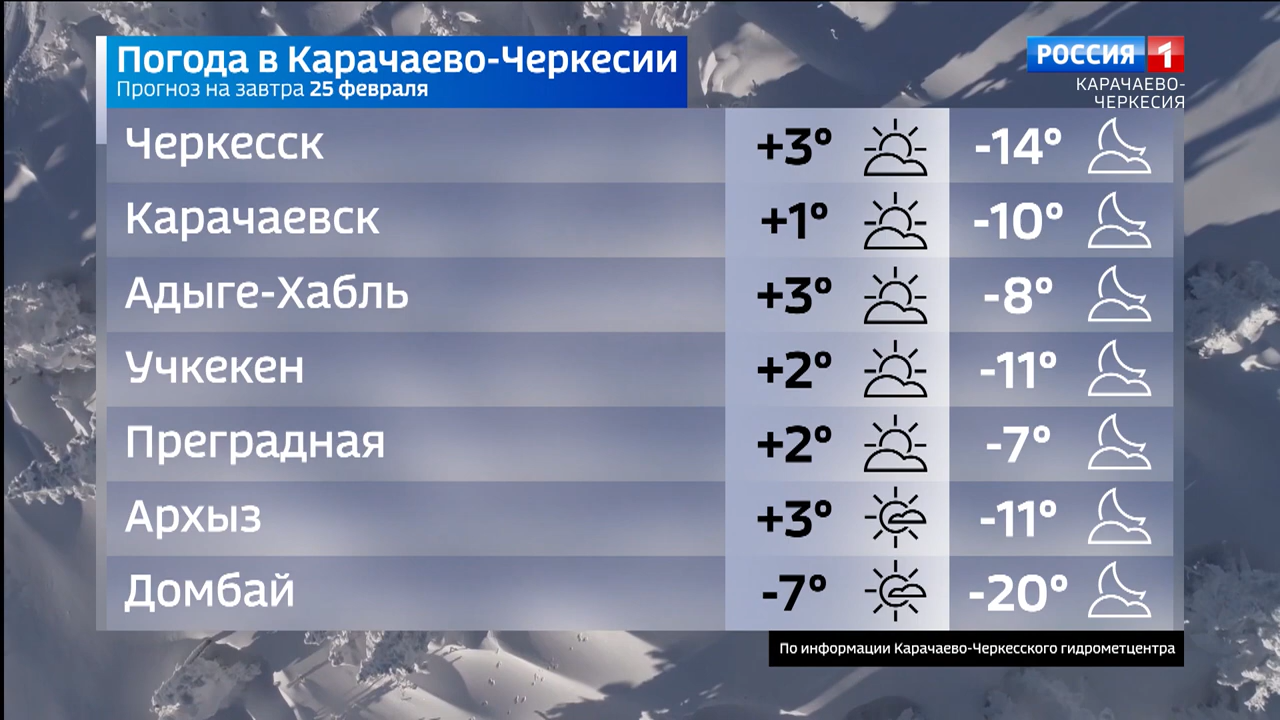 Погода в Карачаево-Черкесии
Прогноз на завтра 25 февраля
РОССИЯ 1
КАРАЧАЕВО-
ЧЕРКЕСИЯ
Черкесск +3° -14°
Карачаевск +1° -10°
Адыге-Хабль +3° -8°
Учкекен +2° -11°
Преградная +2° -7°
Архыз +3° -11°
Домбай -7° -20°
По информации Карачаево-Черкесского гидрометцентра